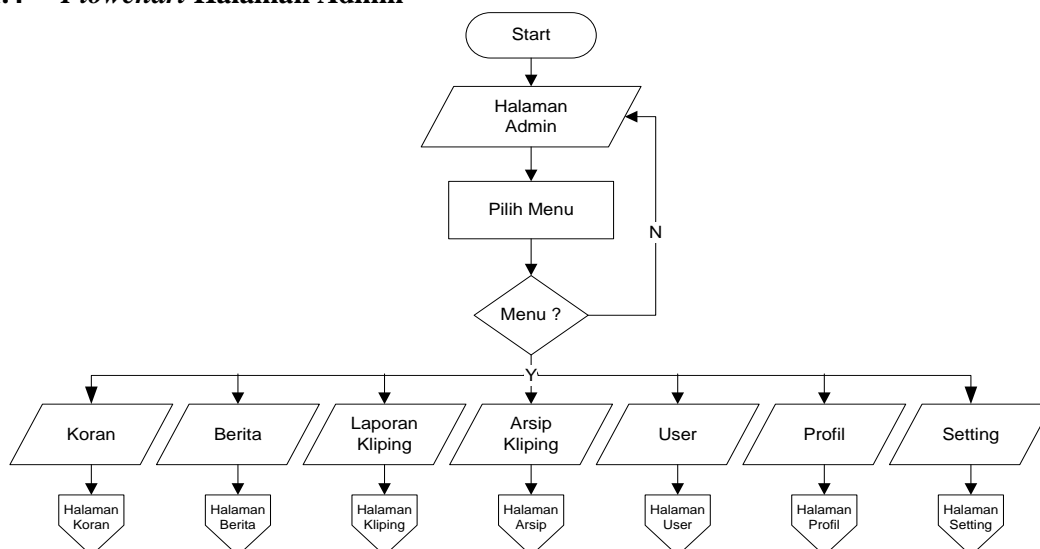 Flowchart Halaman Admin
Start
Halaman
Admin
Pilih Menu
N
Menu ?
Y
Koran
Berita
Laporan
Kliping
Arsip
Kliping
User
Profil
Setting
Halaman
Koran
Halaman
Berita
Halaman
Kliping
Halaman
Arsip
Halaman
User
Halaman
Profil
Halaman
Setting